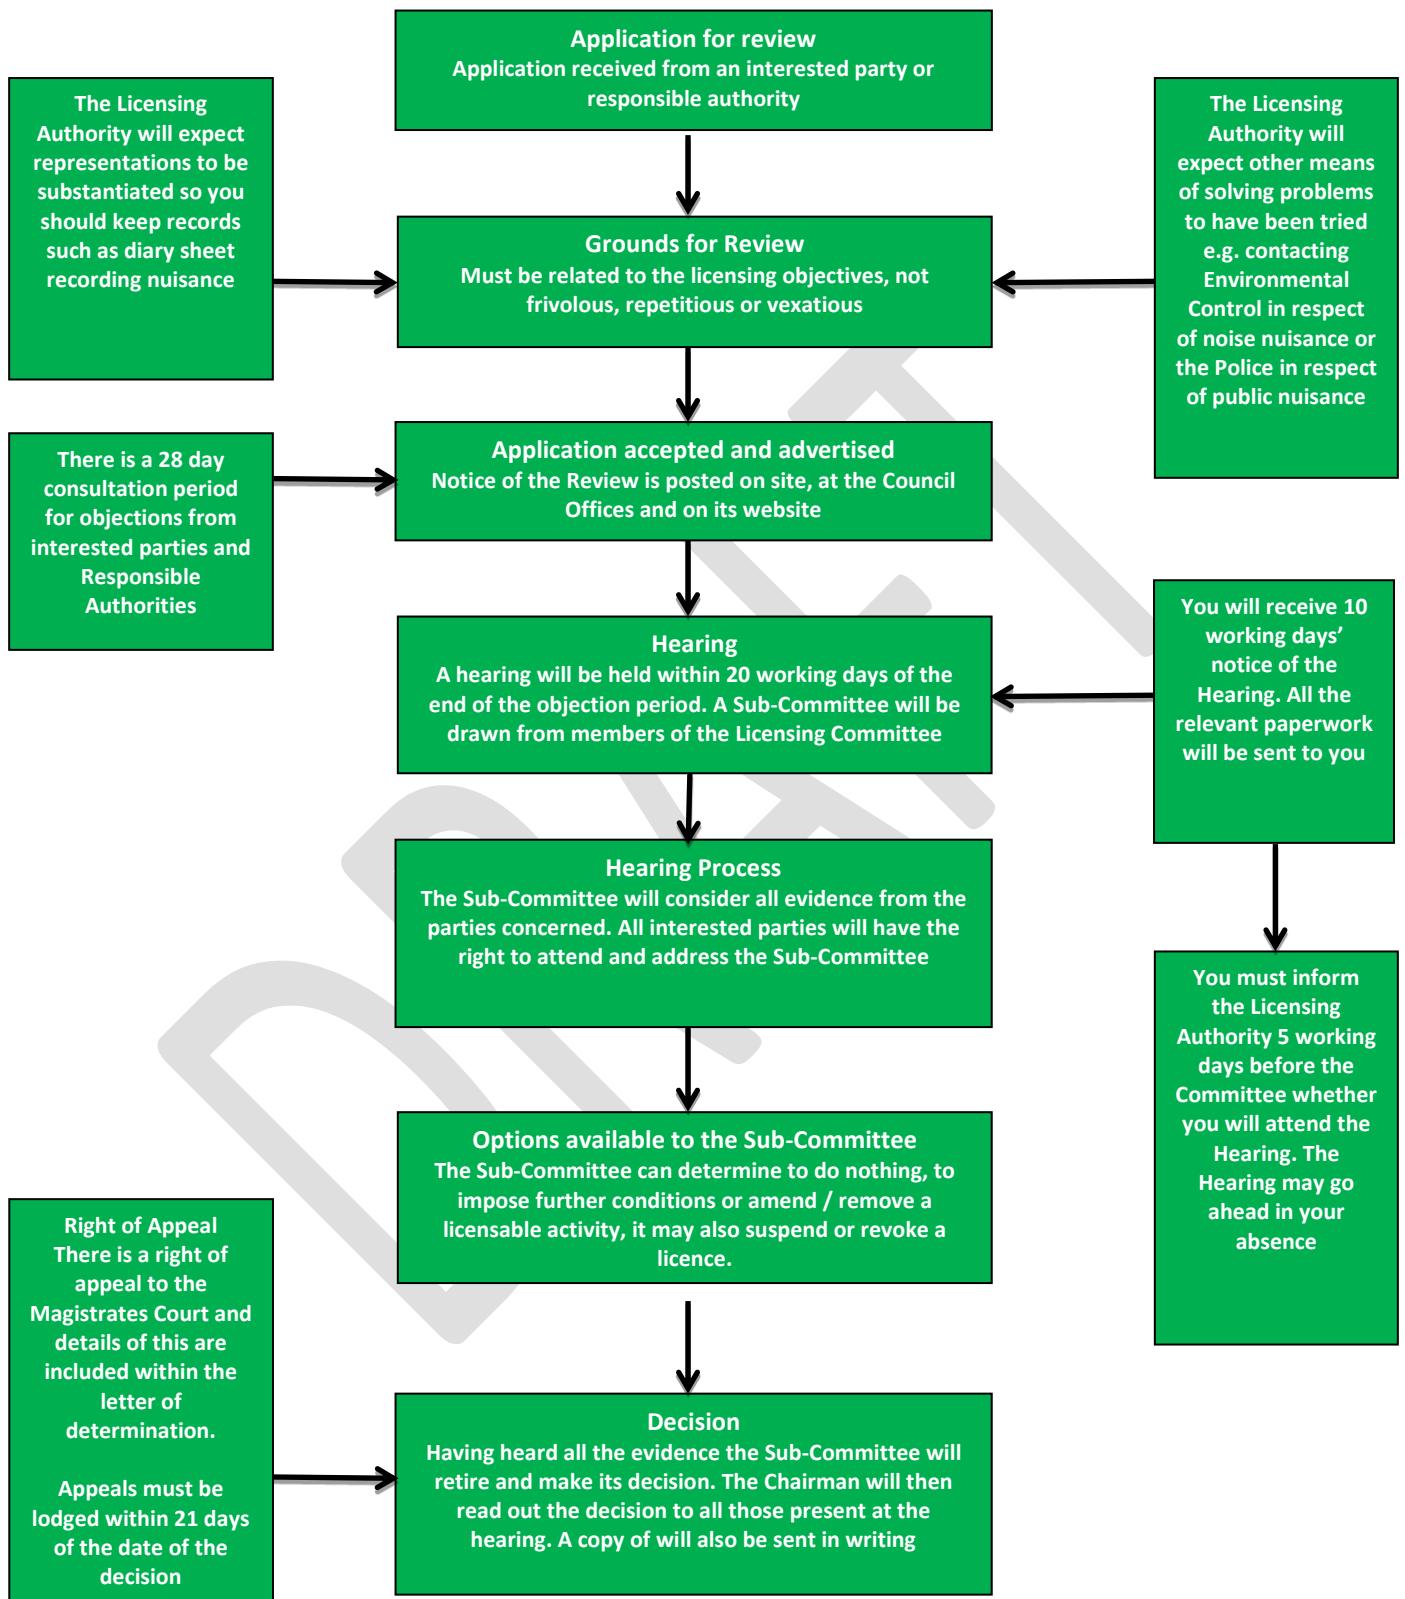 Application for review
Application received from an interested party or
responsible authority
The Licensing
Authority will expect
representations to be
substantiated so you
should keep records
such as diary sheet
recording nuisance
The Licensing
Authority will
expect other means
of solving problems
to have been tried
e.g. contacting
Environmental
Control in respect
of noise nuisance or
the Police in respect
of public nuisance
Grounds for Review
Must be related to the licensing objectives, not
frivolous, repetitious or vexatious
There is a 28 day
consultation period
for objections from
interested parties and
Responsible
Authorities
Application accepted and advertised
Notice of the Review is posted on site, at the Council
Offices and on its website
Hearing
A hearing will be held within 20 working days of the
end of the objection period. A Sub-Committee will be
drawn from members of the Licensing Committee
You will receive 10
working days’
notice of the
Hearing. All the
relevant paperwork
will be sent to you
Hearing Process
The Sub-Committee will consider all evidence from the
parties concerned. All interested parties will have the
right to attend and address the Sub-Committee
You must inform
the Licensing
Authority 5 working
days before the
Committee whether
you will attend the
Hearing. The
Hearing may go
ahead in your
absence
Options available to the Sub-Committee
The Sub-Committee can determine to do nothing, to
impose further conditions or amend / remove a
licensable activity, it may also suspend or revoke a
licence.
Right of Appeal
There is a right of
appeal to the
Magistrates Court and
details of this are
included within the
letter of
determination.
Appeals must be
lodged within 21 days
of the date of the
decision
Decision
Having heard all the evidence the Sub-Committee will
retire and make its decision. The Chairman will then
read out the decision to all those present at the
hearing. A copy of will also be sent in writing
DRAFT